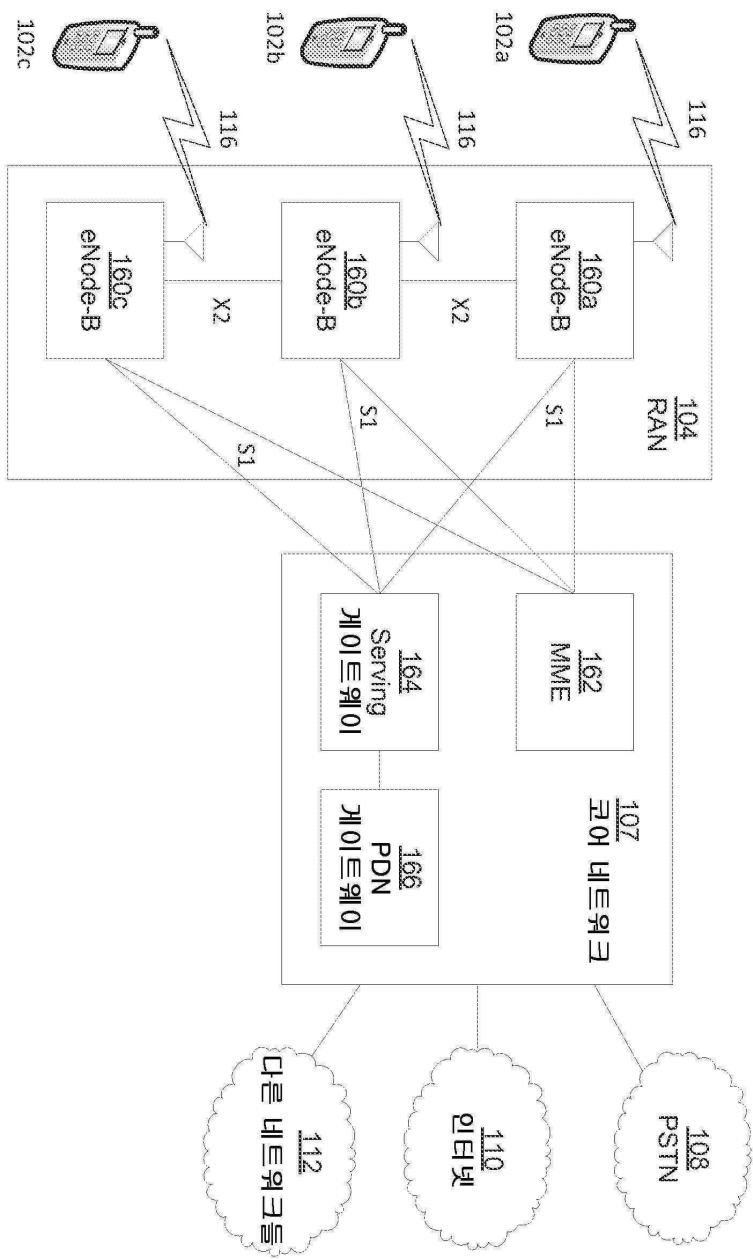 104
RAN
116
108
PSTN
107
코어 네트워크
102a
160a
eNode-B
S1
162
MME
X2
116
110
인터넷
102b
160b
eNode-B
S1
164
Serving
게이트웨이
166
PDN
게이트웨이
X2
116
112
다른 네트워크들
S1
102c
160c
eNode-B